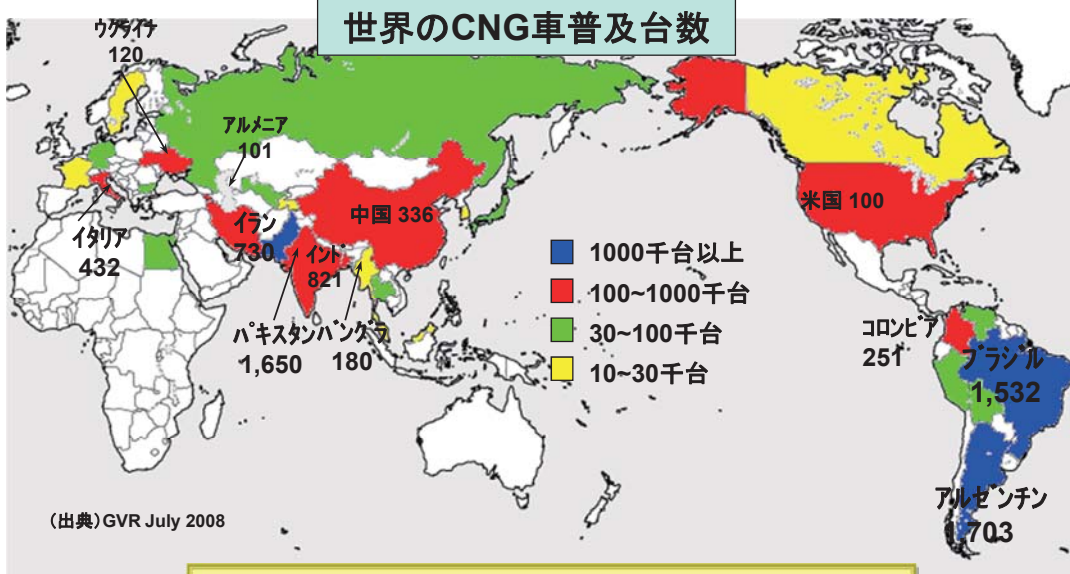 世界のCNG車普及台数
ウクライナ
120
アルメニア
101
イタリア
432
イラン
730
インド
821
中国 336
米国 100
パキスタン
1,650
バングラ
180
1000千台以上
100~1000千台
30~100千台
10~30千台
コロンビア
251
ブラジル
1,532
アルゼンチン
1,703
(出典)GVR July 2008